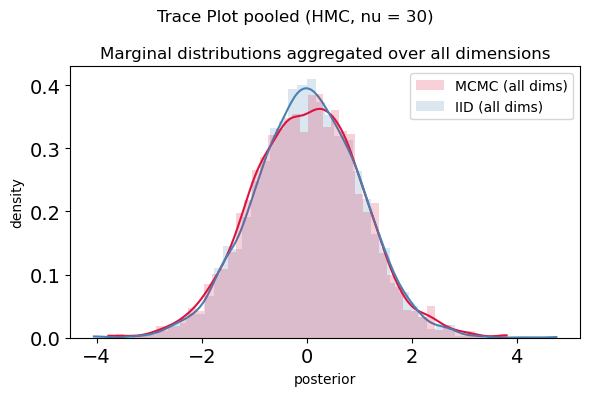 Trace Plot pooled (HMC, nu = 30)
Marginal distributions aggregated over all dimensions
MCMC (all dims)
IID (all dims)
density
0.4
0.3
0.2
0.1
0.0
−4
−2
0
2
4
posterior